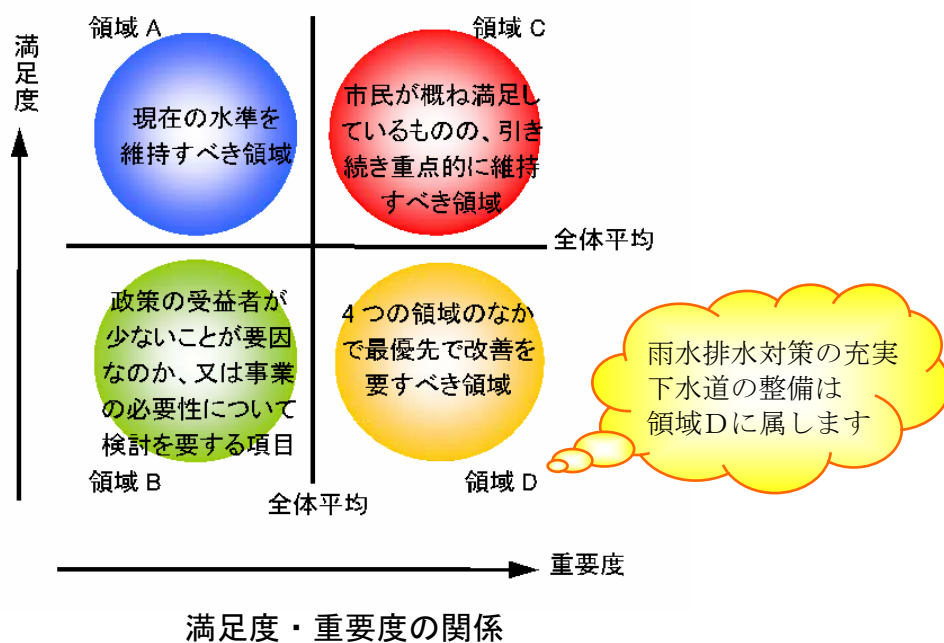 領域 A
領域 C
満足度
現在の水準を
維持すべき領域
市民が概ね満足し
ているものの、引き
続き重点的に維持
すべき領域
全体平均
政策の受益者が
少ないことが要因
なのか、又は事業
の必要性について
検討を要する項目
4 つの領域のなか
で最優先で改善を
要すべき領域
雨水排水対策の充実
下水道の整備は
領域Ｄに属します
領域 B
領域 D
全体平均
重要度
満足度・重要度の関係